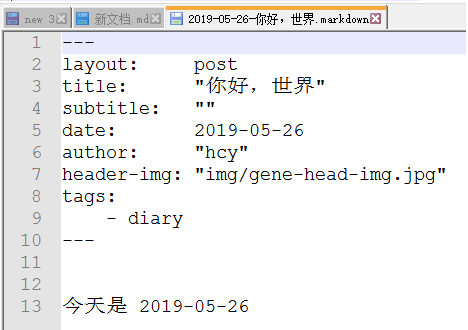 new 3 新文档.md 2019-05-26-你好，世界.markdown
1 ---
2 layout:     post
3 title:      "你好，世界"
4 subtitle:   ""
5 date:       2019-05-26
6 author:     "hcy"
7 header-img: "img/gene-head-img.jpg"
8 tags:
9     - diary
10 ---
11
12
13 今天是 2019-05-26